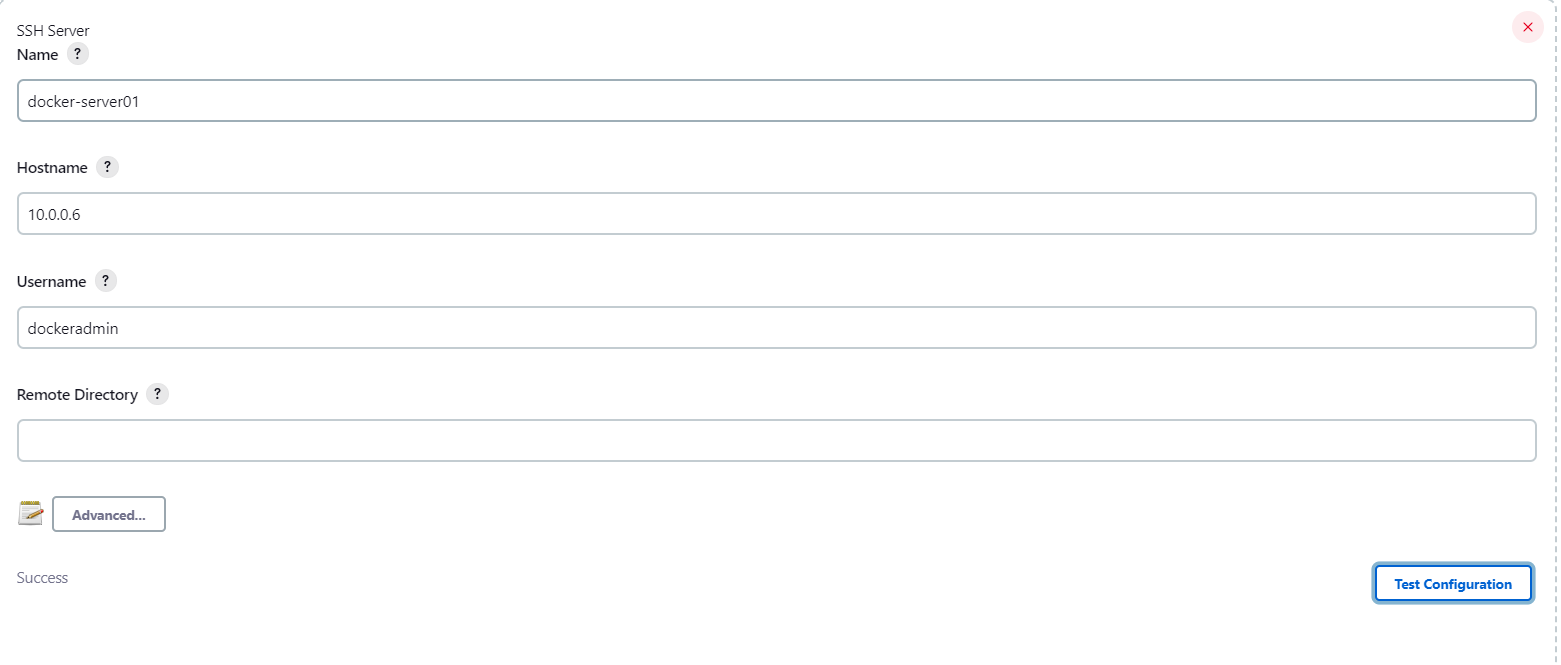 SSH Server
Name ?
docker-server01
Hostname ?
10.0.0.6
Username ?
dockeradmin
Remote Directory ?
Advanced...
Success
Test Configuration